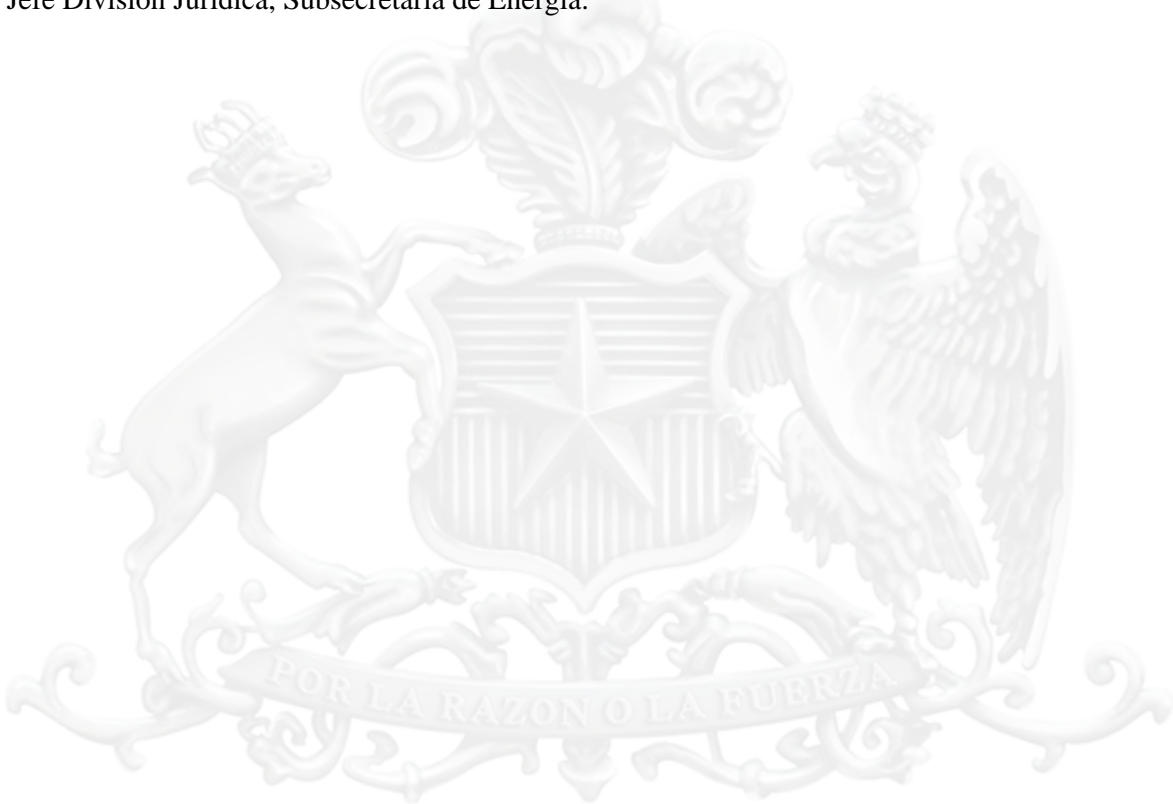 Jefe División Jurídica, Subsecretaría de Energía.
POR LA RAZON O LA FUERZA